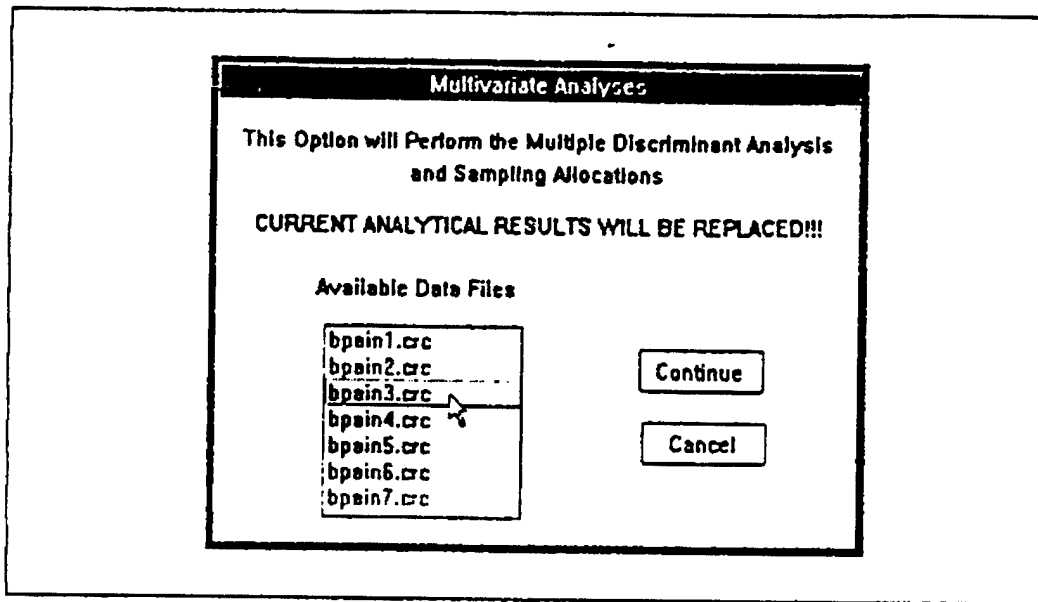 Multivariate Analyses
This Option will Perform the Multiple Discriminant Analysis
and Sampling Allocations
CURRENT ANALYTICAL RESULTS WILL BE REPLACED!!!
Available Data Files
bpain1.crc
bpain2.crc
bpain3.crc
bpain4.crc
bpain5.crc
bpain6.crc
bpain7.crc
Continue
Cancel